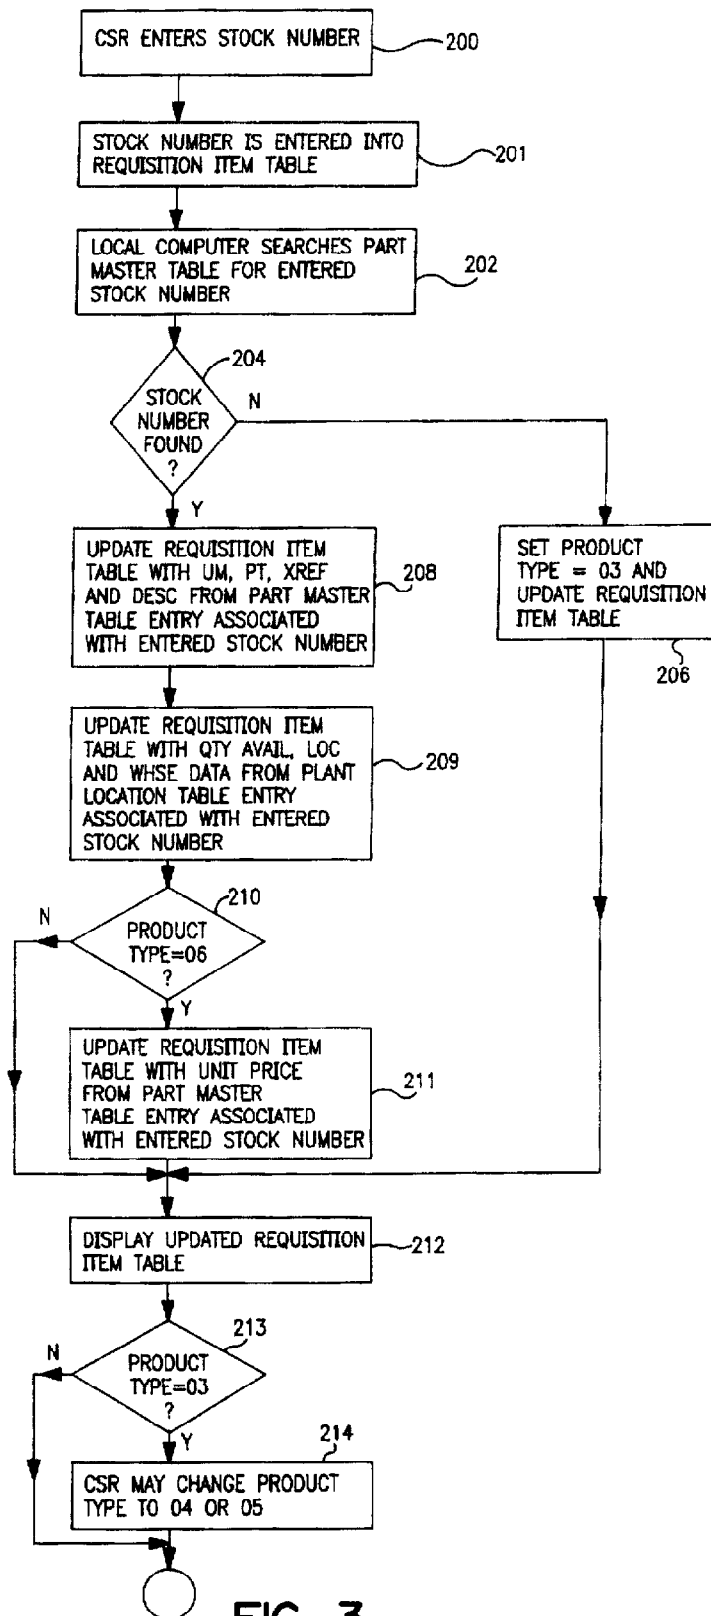 CSR ENTERS STOCK NUMBER
200
STOCK NUMBER IS ENTERED INTO
REQUISITION ITEM TABLE
201
LOCAL COMPUTER SEARCHES PART
MASTER TABLE FOR ENTERED
STOCK NUMBER
202
204
STOCK
NUMBER
FOUND
?
N
Y
UPDATE REQUISITION ITEM
TABLE WITH UM, PT, XREF
AND DESC FROM PART MASTER
TABLE ENTRY ASSOCIATED
WITH ENTERED STOCK NUMBER
208
SET PRODUCT
TYPE = 03 AND
UPDATE REQUISITION
ITEM TABLE
206
UPDATE REQUISITION ITEM
TABLE WITH QTY AVAIL, LOC
AND WHSE DATA FROM PLANT
LOCATION TABLE ENTRY
ASSOCIATED WITH ENTERED
STOCK NUMBER
209
210
N
PRODUCT
TYPE=06
?
Y
UPDATE REQUISITION ITEM
TABLE WITH UNIT PRICE
FROM PART MASTER
TABLE ENTRY ASSOCIATED
WITH ENTERED STOCK NUMBER
211
DISPLAY UPDATED REQUISITION
ITEM TABLE
212
213
N
PRODUCT
TYPE=03
?
Y
214
CSR MAY CHANGE PRODUCT
TYPE TO 04 OR 05
FIG. 3